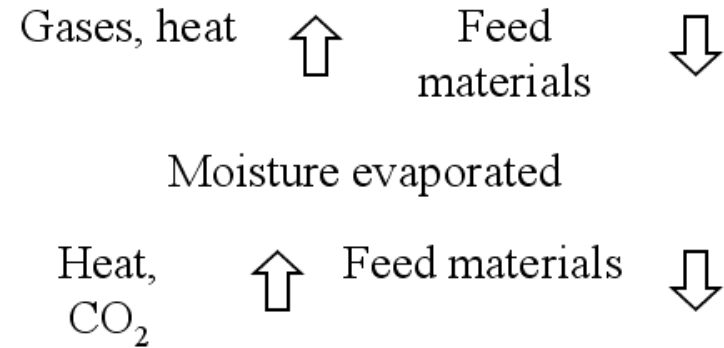 Gases, heat Feed
materials
Moisture evaporated
Heat, Feed materials
CO₂